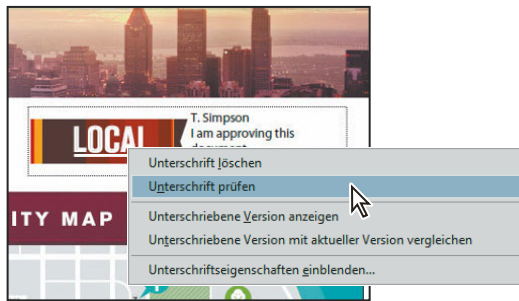 T. Simpson
I am approving this
LOCAL
Unterschrift löschen
Unterschrift prüfen
ITY MAP
Unterschriebene Version anzeigen
Unterschriebene Version mit aktueller Version vergleichen
Unterschriftseigenschaften einblenden...